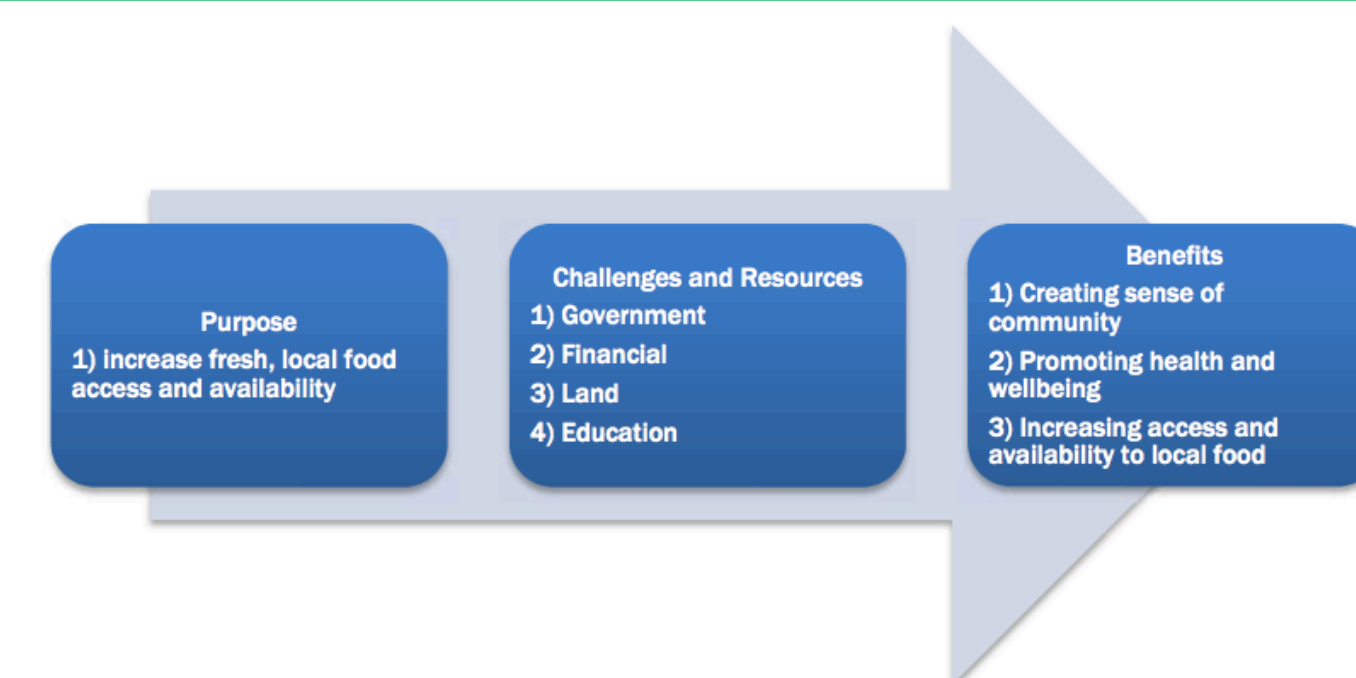 Purpose
1) increase fresh, local food
access and availability
Challenges and Resources
1) Government
2) Financial
3) Land
4) Education
Benefits
1) Creating sense of
community
2) Promoting health and
wellbeing
3) Increasing access and
availability to local food